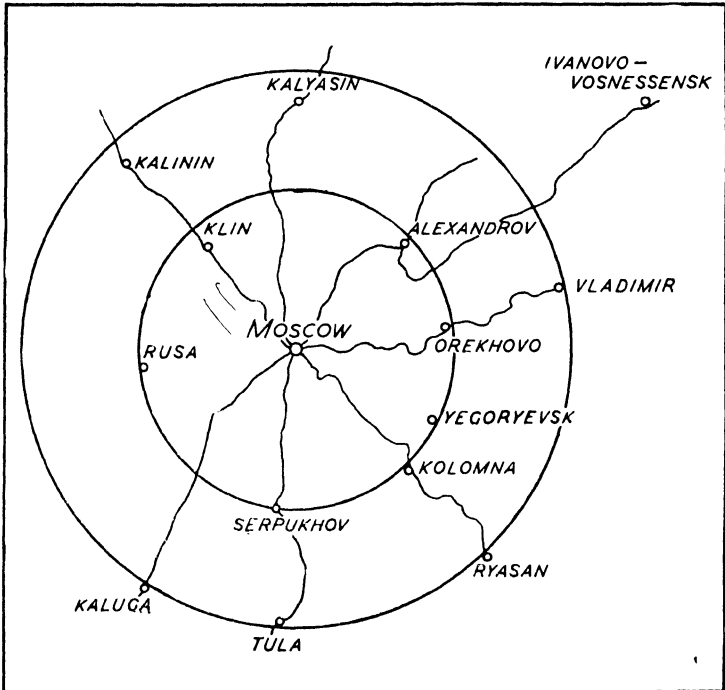 IVANOVO –
VOSNESSENSK
KALYASIN
KALININ
KLIN
ALEXANDROV
VLADIMIR
MOSCOW
OREKHOVO
RUSA
YEGORYEVSK
KOLOMNA
SERPUKHOV
RYASAN
KALUGA
TULA